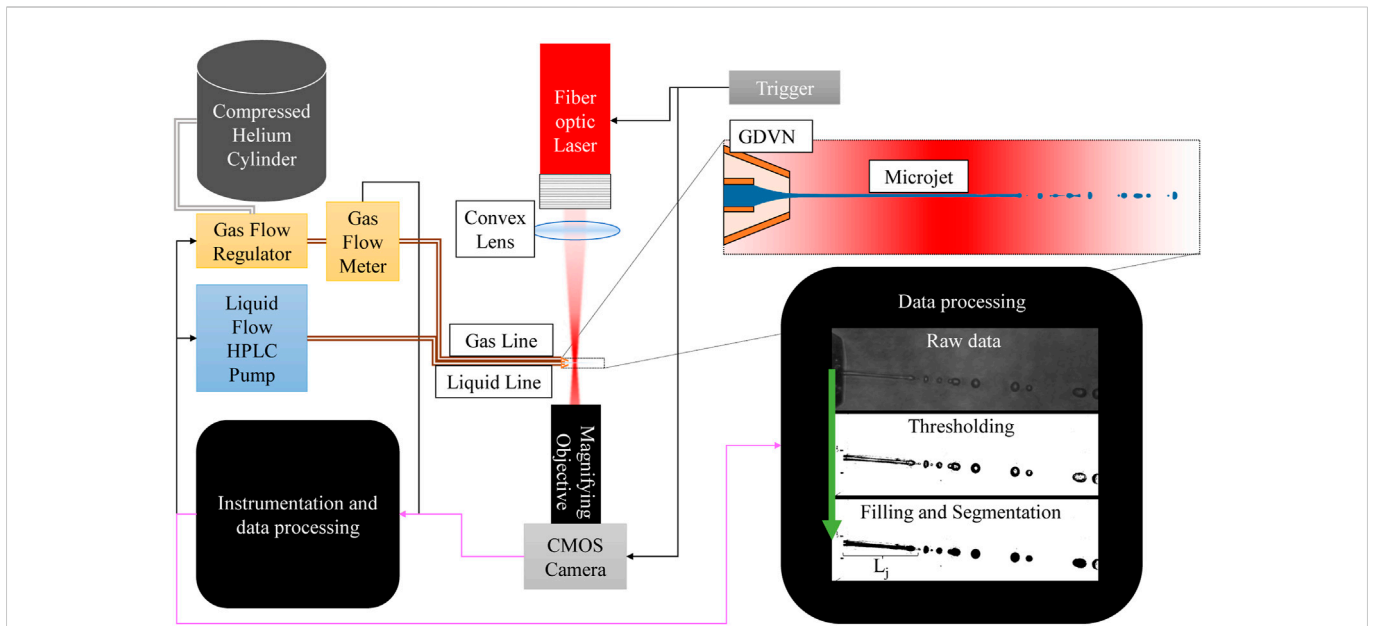 Compressed
Helium
Cylinder
Fiber
optic
Laser
Trigger
GDVN
Microjet
Convex
Lens
Gas Flow
Regulator
Gas
Flow
Meter
Liquid
Flow
HPLC
Pump
Gas Line
Liquid Line
Magnifying
Objective
CMOS
Camera
Instrumentation and
data processing
Data processing
Raw data
Thresholding
Filling and Segmentation
Lj